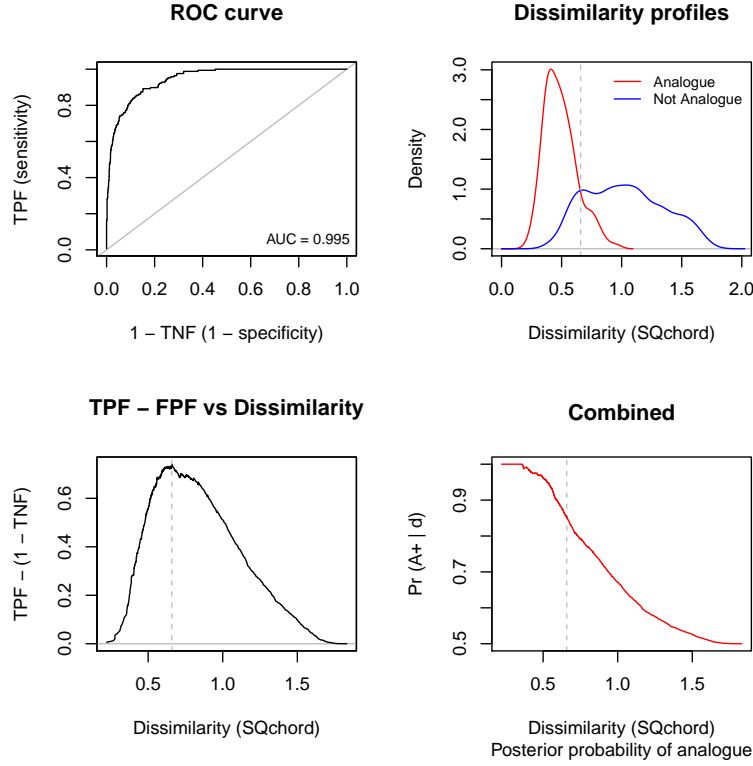 ROC curve
TPF (sensitivity)
0.0 0.4 0.8
AUC = 0.995
0.0 0.2 0.4 0.6 0.8 1.0
1 − TNF (1 − specificity)
Dissimilarity profiles
Density
0.0 1.0 2.0 3.0
Analogue
Not Analogue
0.0 0.5 1.0 1.5 2.0
Dissimilarity (SQchord)
TPF − FPF vs Dissimilarity
TPF − (1 − TNF)
0.0 0.2 0.4 0.6
0.5 1.0 1.5
Dissimilarity (SQchord)
Combined
Pr (A+ | d)
0.5 0.7 0.9
0.5 1.0 1.5
Dissimilarity (SQchord)
Posterior probability of analogue